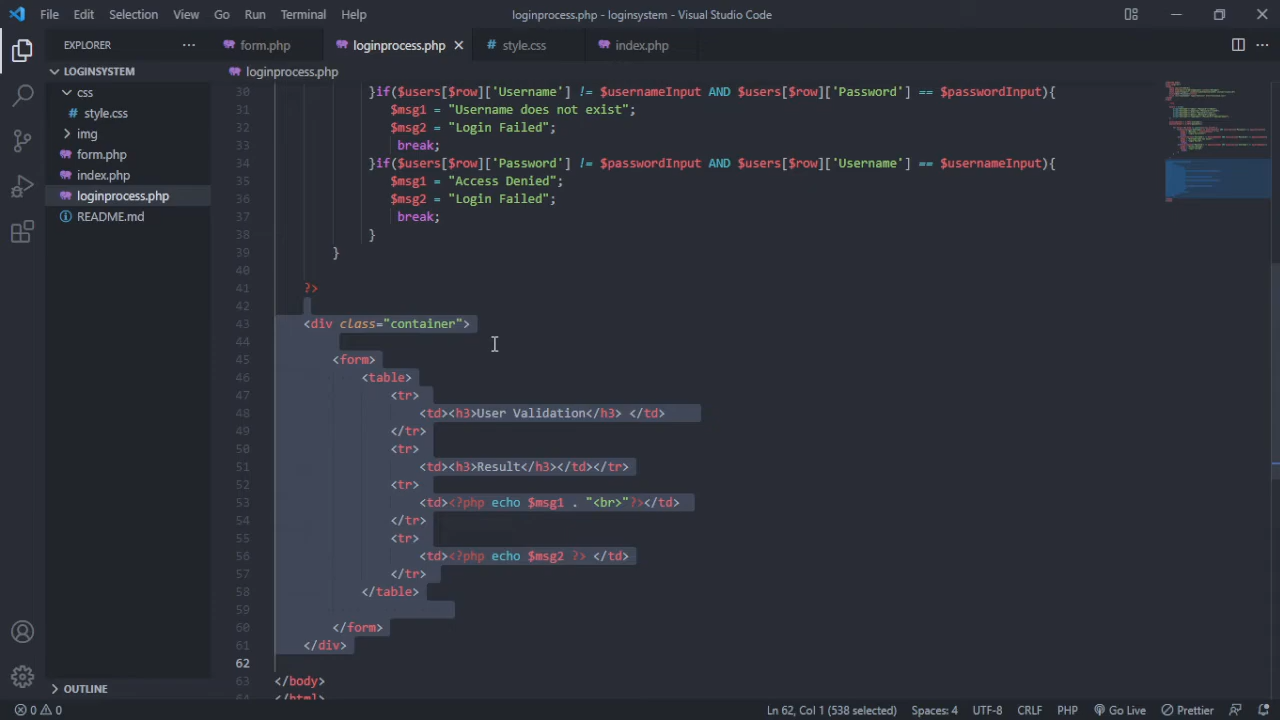 File Edit Selection View Go Run Terminal Help loginprocess.php - loginsystem - Visual Studio Code
EXPLORER
LOGINSYSTEM
css
style.css
img
form.php
index.php
loginprocess.php
README.md
OUTLINE
form.php loginprocess.php style.css index.php
loginprocess.php
30 }if($users[$row]['Username'] != $usernameInput AND $users[$row]['Password'] == $passwordInput){
31 $msg1 = "Username does not exist";
32 $msg2 = "Login Failed";
33 break;
34 }if($users[$row]['Password'] != $passwordInput AND $users[$row]['Username'] == $usernameInput){
35 $msg1 = "Access Denied";
36 $msg2 = "Login Failed";
37 break;
38 }
39 }
40
41 ?>
42
43 <div class="container">
44
45 <form>
46 <table>
47 <tr>
48 <td><h3>User Validation</h3> </td>
49 </tr>
50 <tr>
51 <td><h3>Result</h3></td></tr>
52 <tr>
53 <td><?php echo $msg1 . "<br>"?></td>
54 </tr>
55 <tr>
56 <td><?php echo $msg2 ?> </td>
57 </tr>
58 </table>
59
60 </form>
61 </div>
62
63 </body>
64 </html>
0 0 Ln 62, Col 1 (538 selected) Spaces: 4 UTF-8 CRLF PHP Go Live Prettier